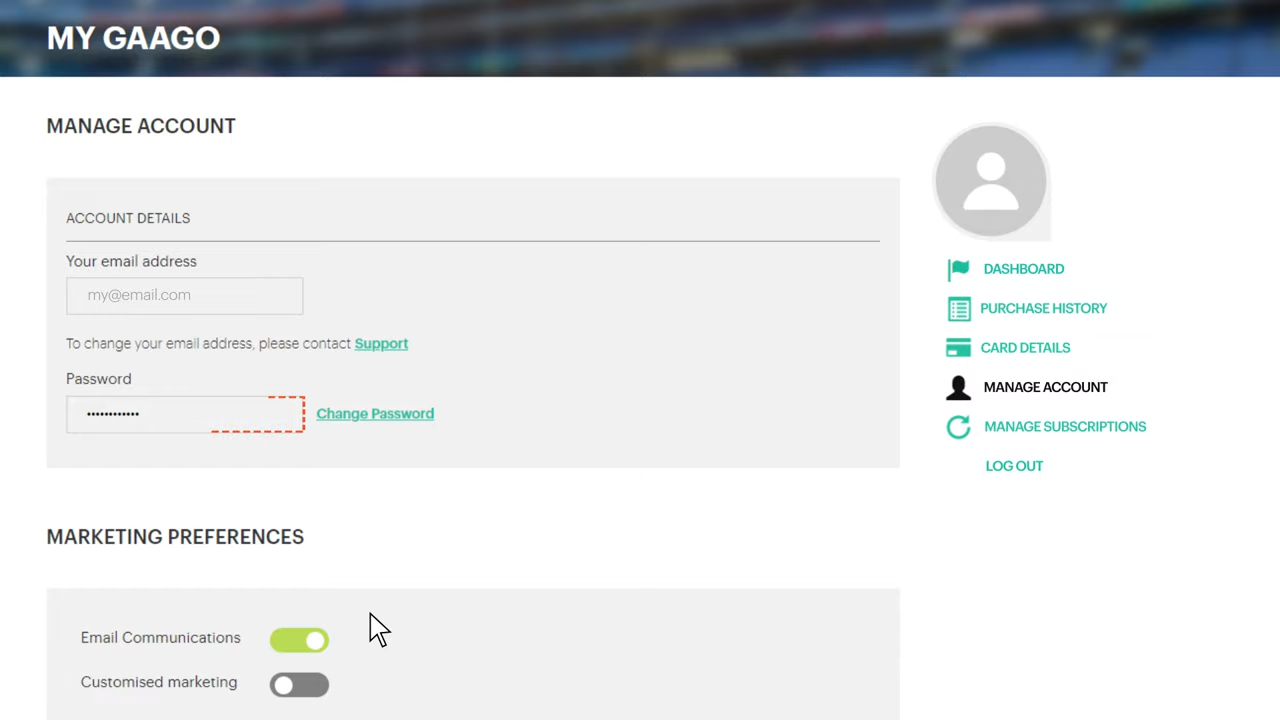 MY GAAGO
MANAGE ACCOUNT
ACCOUNT DETAILS
Your email address
my@email.com
To change your email address, please contact Support
Password
••••••••••••
Change Password
MARKETING PREFERENCES
Email Communications
Customised marketing
DASHBOARD
PURCHASE HISTORY
CARD DETAILS
MANAGE ACCOUNT
MANAGE SUBSCRIPTIONS
LOG OUT